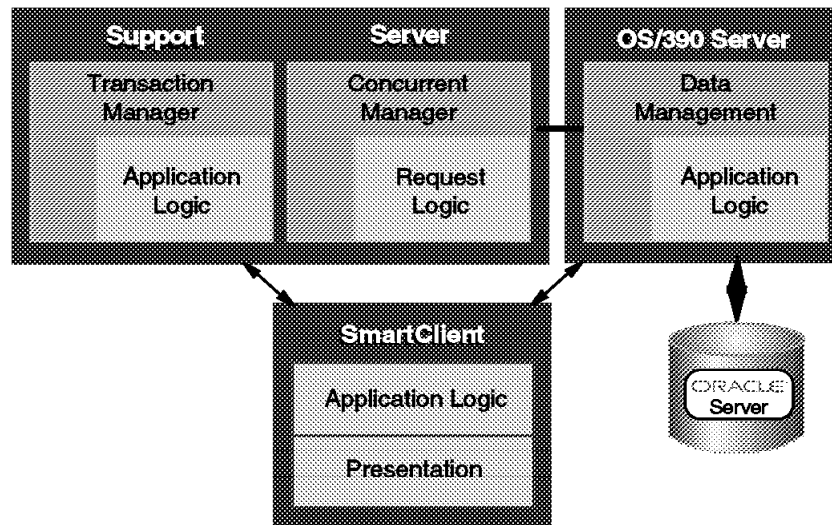 Support Server
Transaction Manager
Concurrent Manager
Application Logic
Request Logic
OS/390 Server
Data Management
Application Logic
SmartClient
Application Logic
Presentation
ORACLE
Server